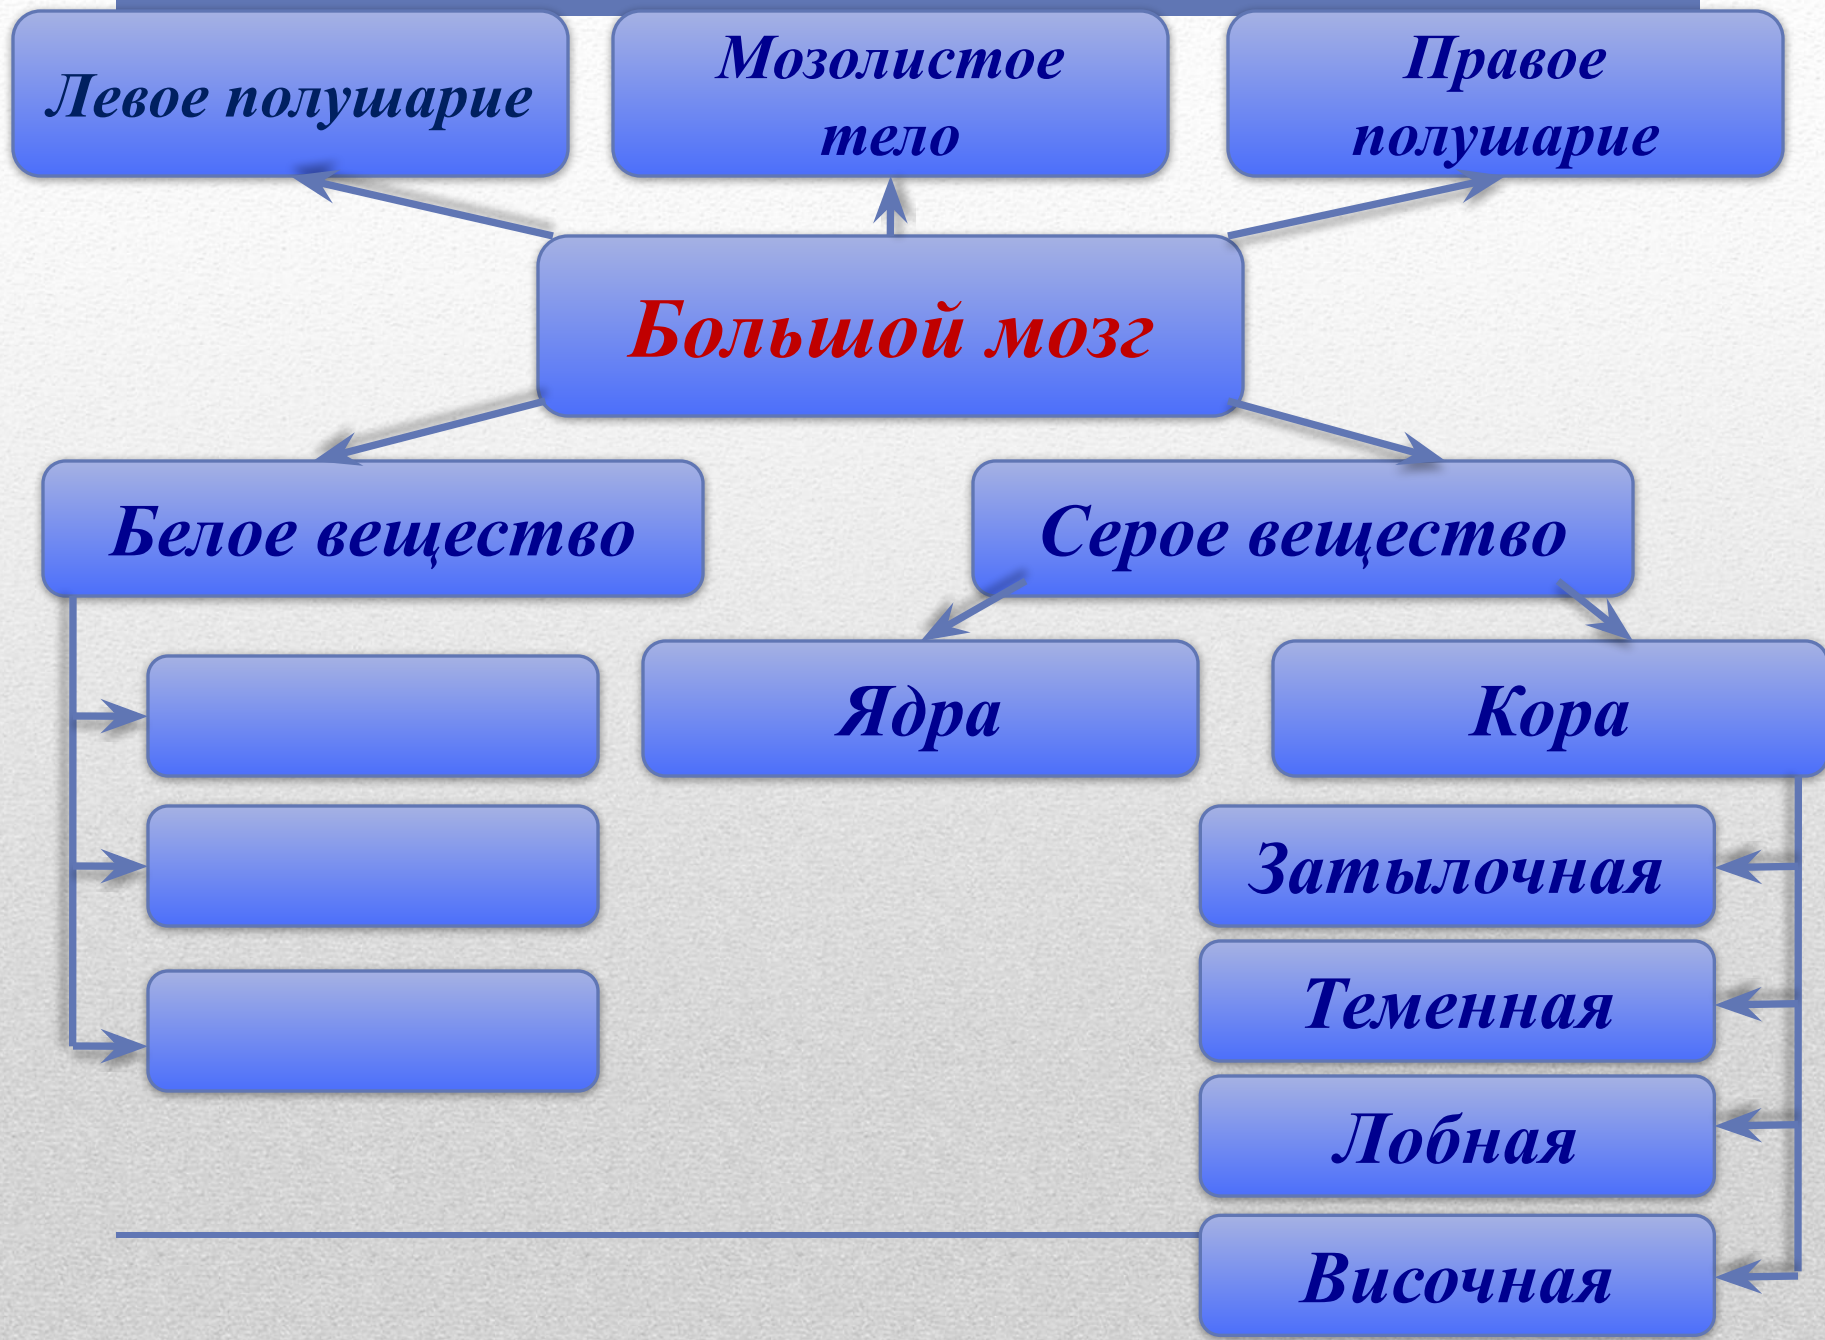 Левое полушарие
Мозолистое
тело
Правое
полушарие
Большой мозг
Белое вещество
Серое вещество
Ядра
Кора
Затылочная
Теменная
Лобная
Височная